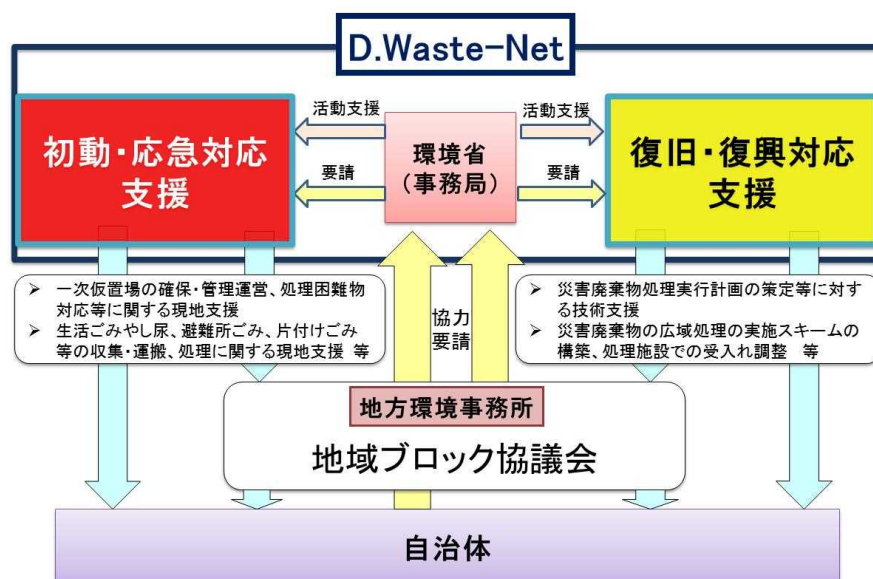 D.Waste-Net
初動・応急対応
支援
活動支援
要請
環境省
（事務局）
活動支援
要請
復旧・復興対応
支援
➢ 一次仮置場の確保・管理運営、処理困難物
対応等に関する現地支援
➢ 生活ごみやし尿、避難所ごみ、片付けごみ
等の収集・運搬、処理に関する現地支援 等
協力
要請
➢ 災害廃棄物処理実行計画の策定等に対す
る技術支援
➢ 災害廃棄物の広域処理の実施スキームの
構築、処理施設での受入れ調整　等
地方環境事務所
地域ブロック協議会
自治体